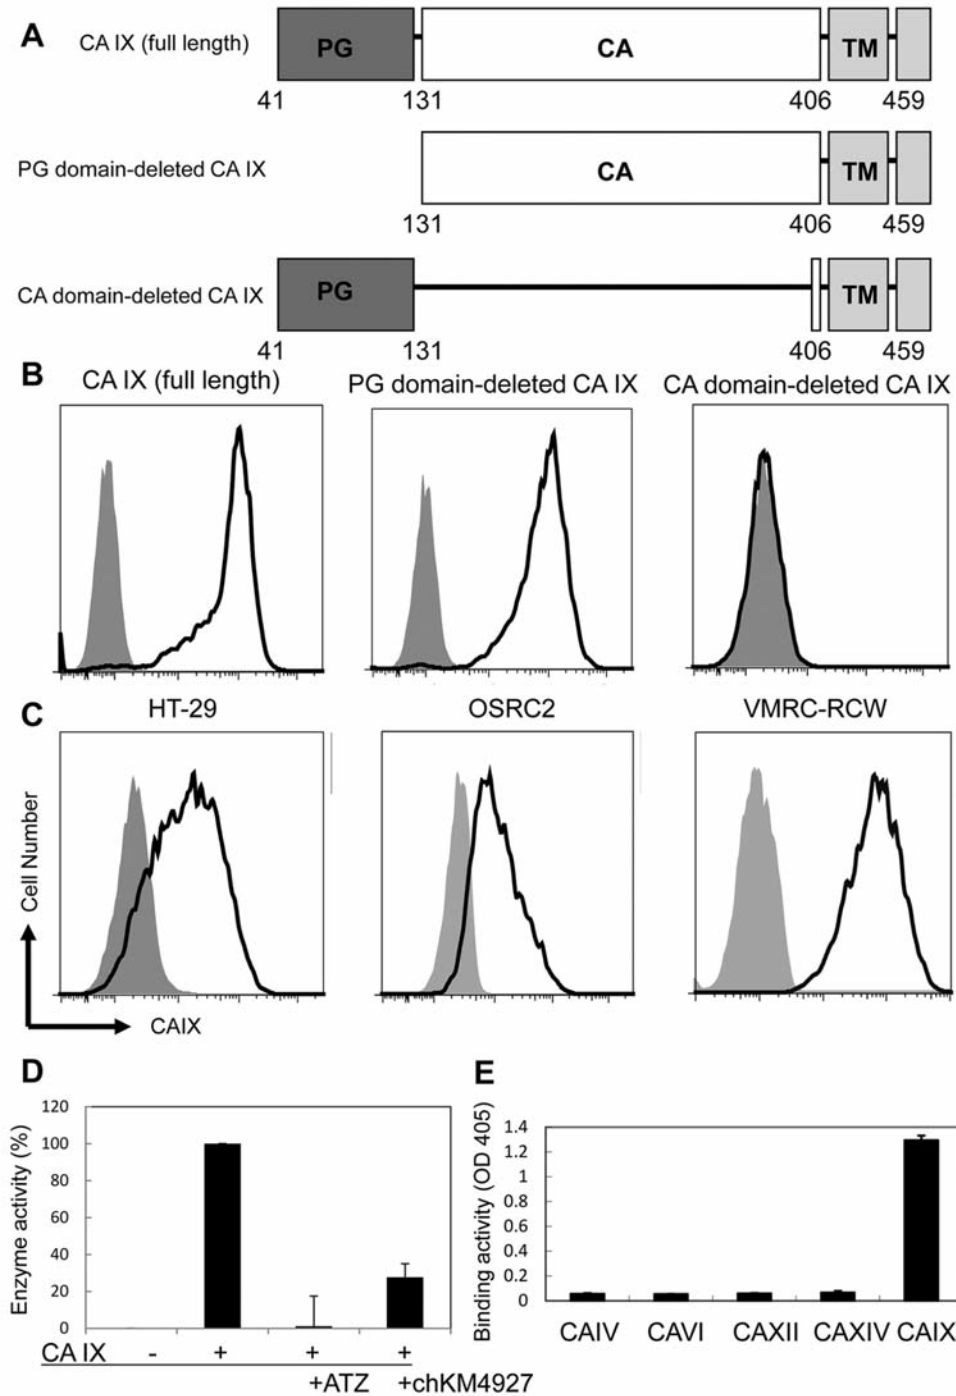 A
CA IX (full length)
PG
CA
TM
41
131
406
459
PG domain-deleted CA IX
CA
TM
131
406
459
CA domain-deleted CA IX
PG
TM
41
131
406
459
B
CA IX (full length)
PG domain-deleted CA IX
CA domain-deleted CA IX
C
HT-29
OSRC2
VMRC-RCW
Cell Number
CAIX
D
Enzyme activity (%)
120
100
80
60
40
20
0
CA IX - + + +
+ATZ +chKM4927
E
Binding activity (OD 405)
1.4
1.2
1
0.8
0.6
0.4
0.2
0
CAIV CAVI CAXII CAXIV CAIX